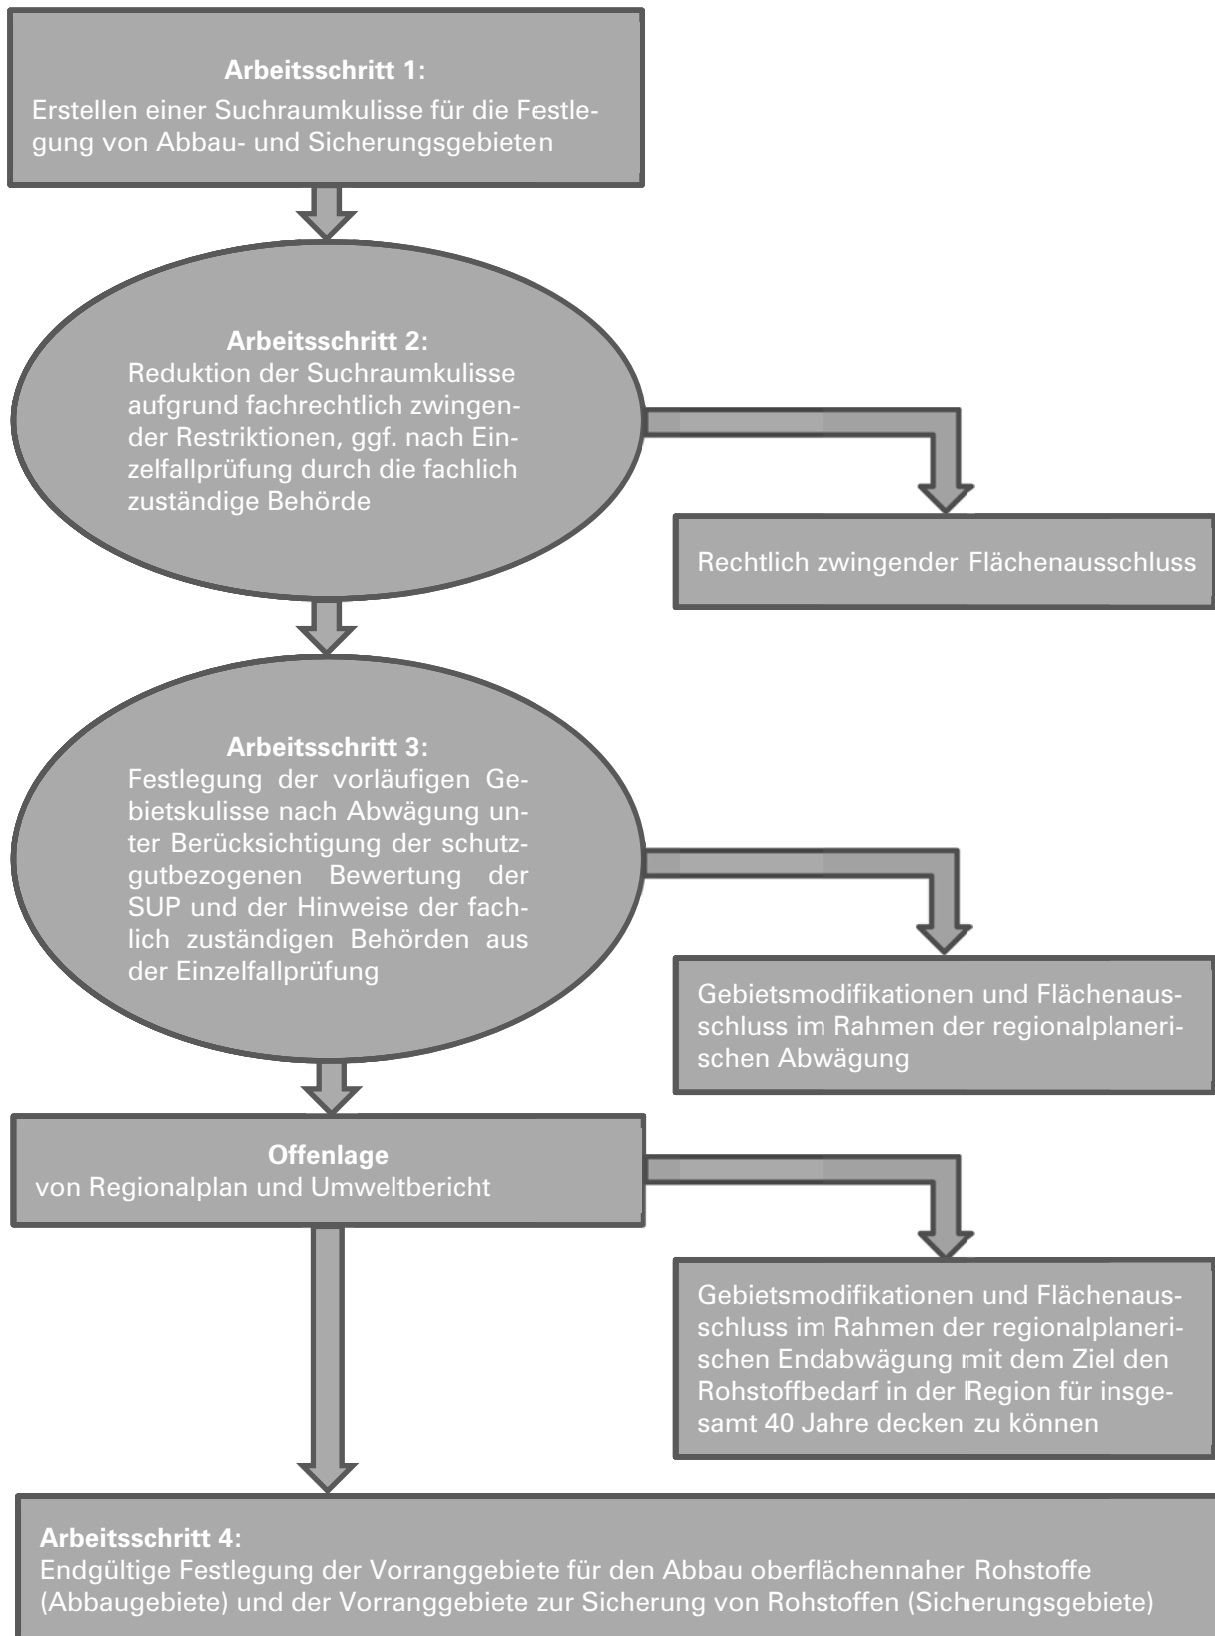 Arbeitsschritt 1:
Erstellen einer Suchraumkulisse für die Festle-
gung von Abbau- und Sicherungsgebieten
Arbeitsschritt 2:
Reduktion der Suchraumkulisse
aufgrund fachrechtlich zwingen-
der Restriktionen, ggf. nach Ein-
zelfallprüfung durch die fachlich
zuständige Behörde
Rechtlich zwingender Flächenausschluss
Arbeitsschritt 3:
Festlegung der vorläufigen Ge-
bietskulisse nach Abwägung un-
ter Berücksichtigung der schutz-
gutbezogenen Bewertung der
SUP und der Hinweise der fach-
lich zuständigen Behörden aus
der Einzelfallprüfung
Gebietsmodifikationen und Flächenaus-
schluss im Rahmen der regionalplaneri-
schen Abwägung
Offenlage
von Regionalplan und Umweltbericht
Gebietsmodifikationen und Flächenaus-
schluss im Rahmen der regionalplaneri-
schen Endabwägung mit dem Ziel den
Rohstoffbedarf in der Region für insge-
samt 40 Jahre decken zu können
Arbeitsschritt 4:
Endgültige Festlegung der Vorranggebiete für den Abbau oberflächennaher Rohstoffe
(Abbaugebiete) und der Vorranggebiete zur Sicherung von Rohstoffen (Sicherungsgebiete)